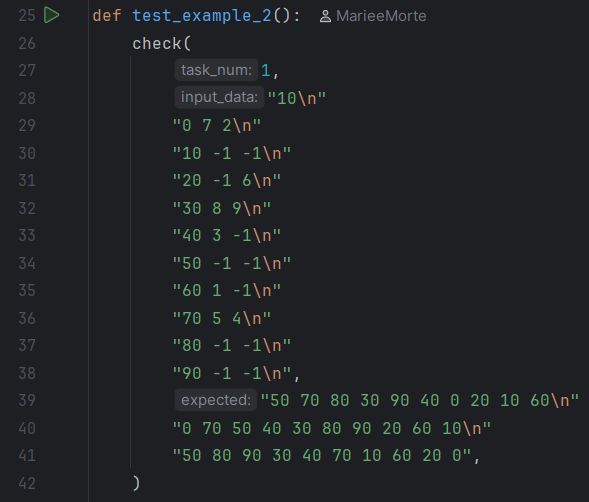 25 def test_example_2(): MarieeMorte
26 check(
27 task_num: 1,
28 input_data: "10\n"
29 "0 7 2\n"
30 "10 -1 -1\n"
31 "20 -1 6\n"
32 "30 8 9\n"
33 "40 3 -1\n"
34 "50 -1 -1\n"
35 "60 1 -1\n"
36 "70 5 4\n"
37 "80 -1 -1\n"
38 "90 -1 -1\n",
39 expected: "50 70 80 30 90 40 0 20 10 60\n"
40 "0 70 50 40 30 80 90 20 60 10\n"
41 "50 80 90 30 40 70 10 60 20 0",
42 )